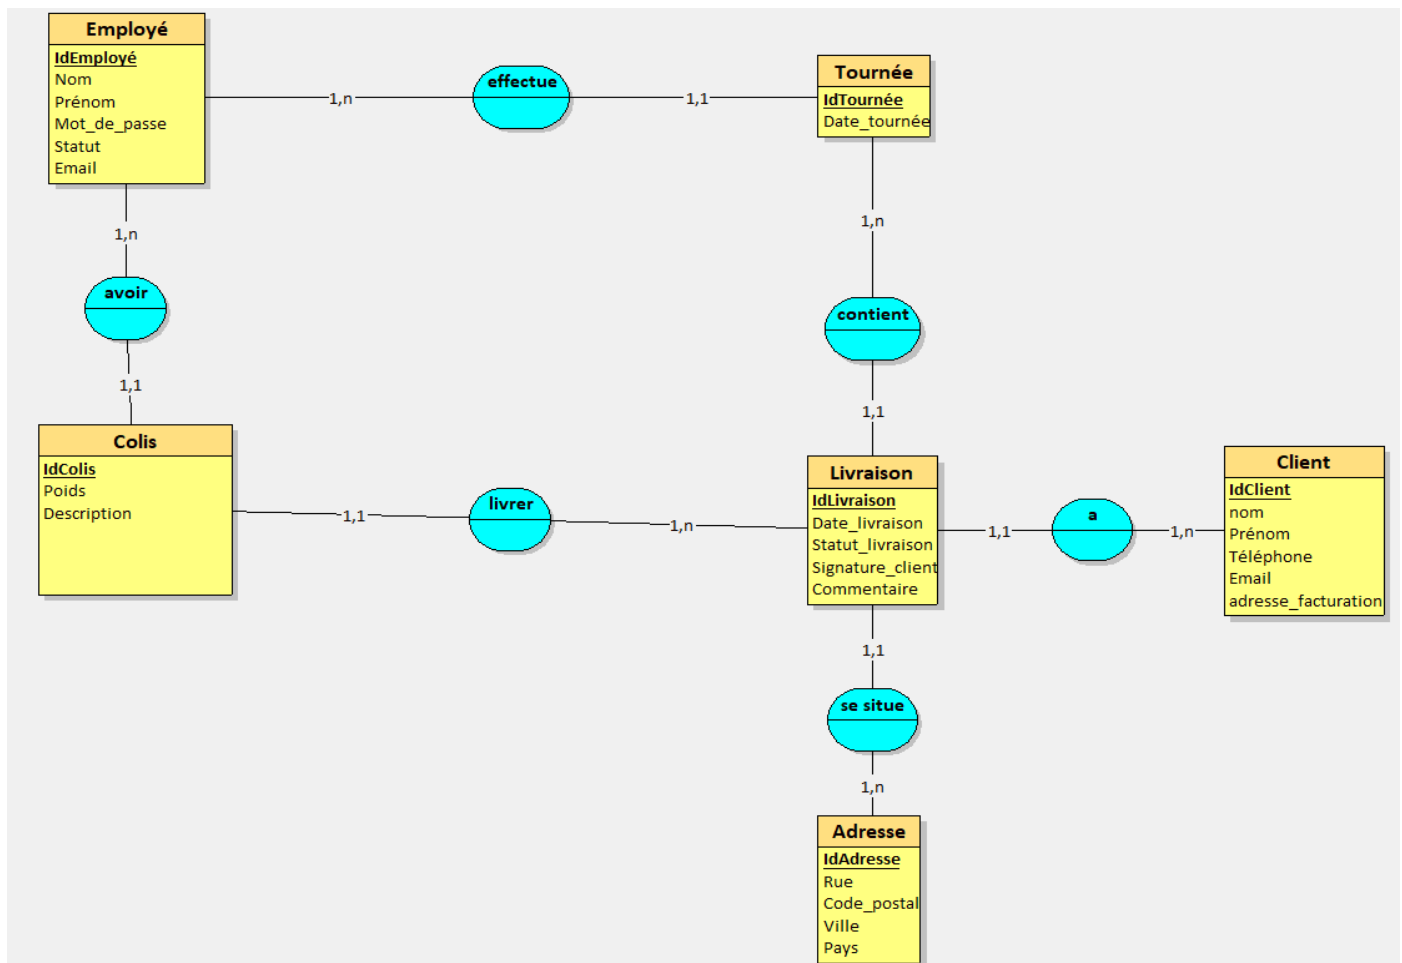 Employé
IdEmployé
Nom
Prénom
Mot_de_passe
Statut
Email
1,n
effectue
1,1
Tournée
IdTournée
Date_tournée
1,n
avoir
1,1
1,n
contient
1,1
Colis
IdColis
Poids
Description
1,1
livrer
1,n
Livraison
IdLivraison
Date_livraison
Statut_livraison
Signature_client
Commentaire
1,1
a
1,n
Client
IdClient
nom
Prénom
Téléphone
Email
adresse_facturation
1,1
se situe
1,n
Adresse
IdAdresse
Rue
Code_postal
Ville
Pays